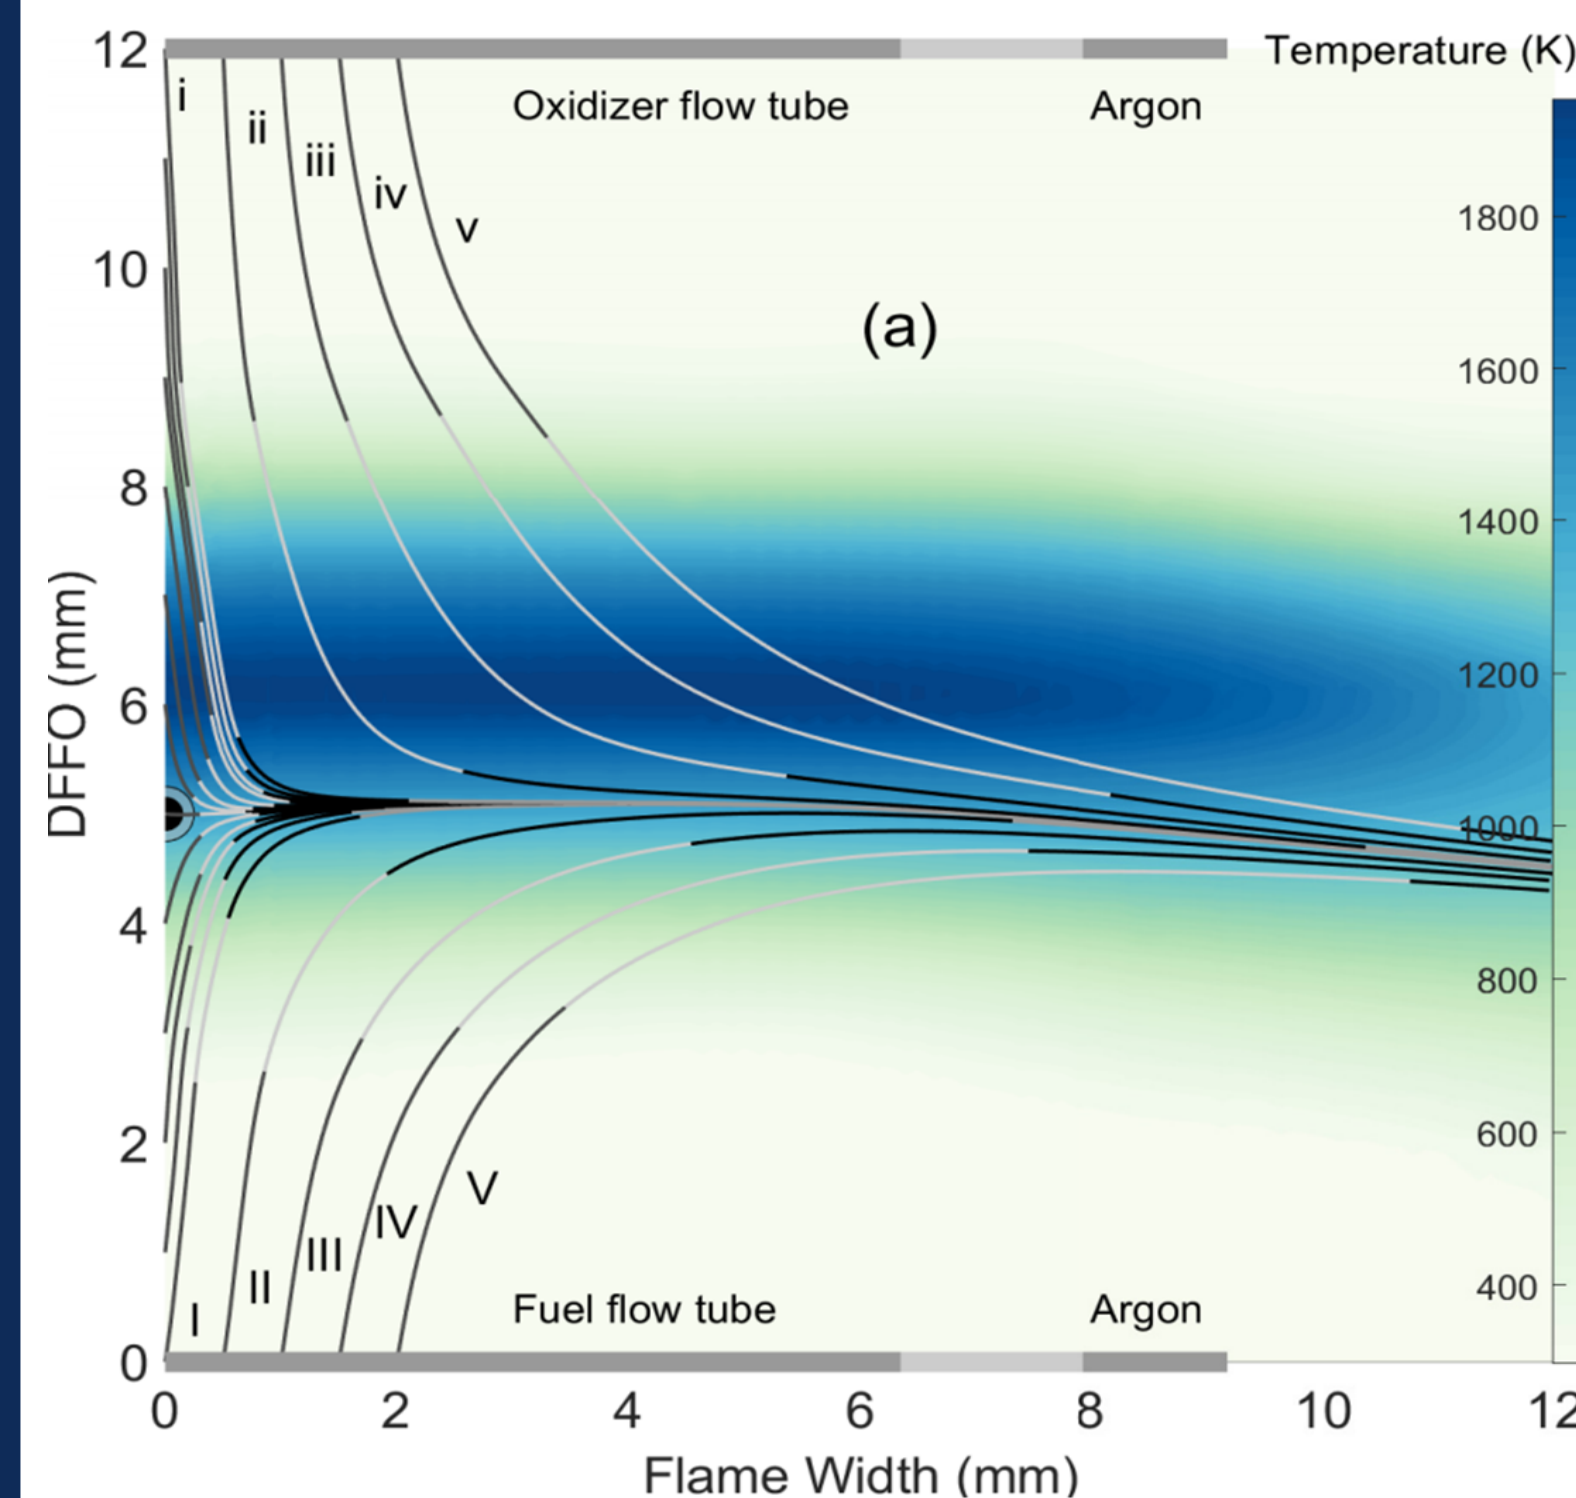 12
Temperature (K)
i
Oxidizer flow tube
Argon
ii
iii
iv
v
1800
10
(a)
1600
8
1400
DFFO (mm)
6
1200
1000
4
800
2
600
V
IV
III
II
I
Fuel flow tube
Argon
400
0
0 2 4 6 8 10 12
Flame Width (mm)